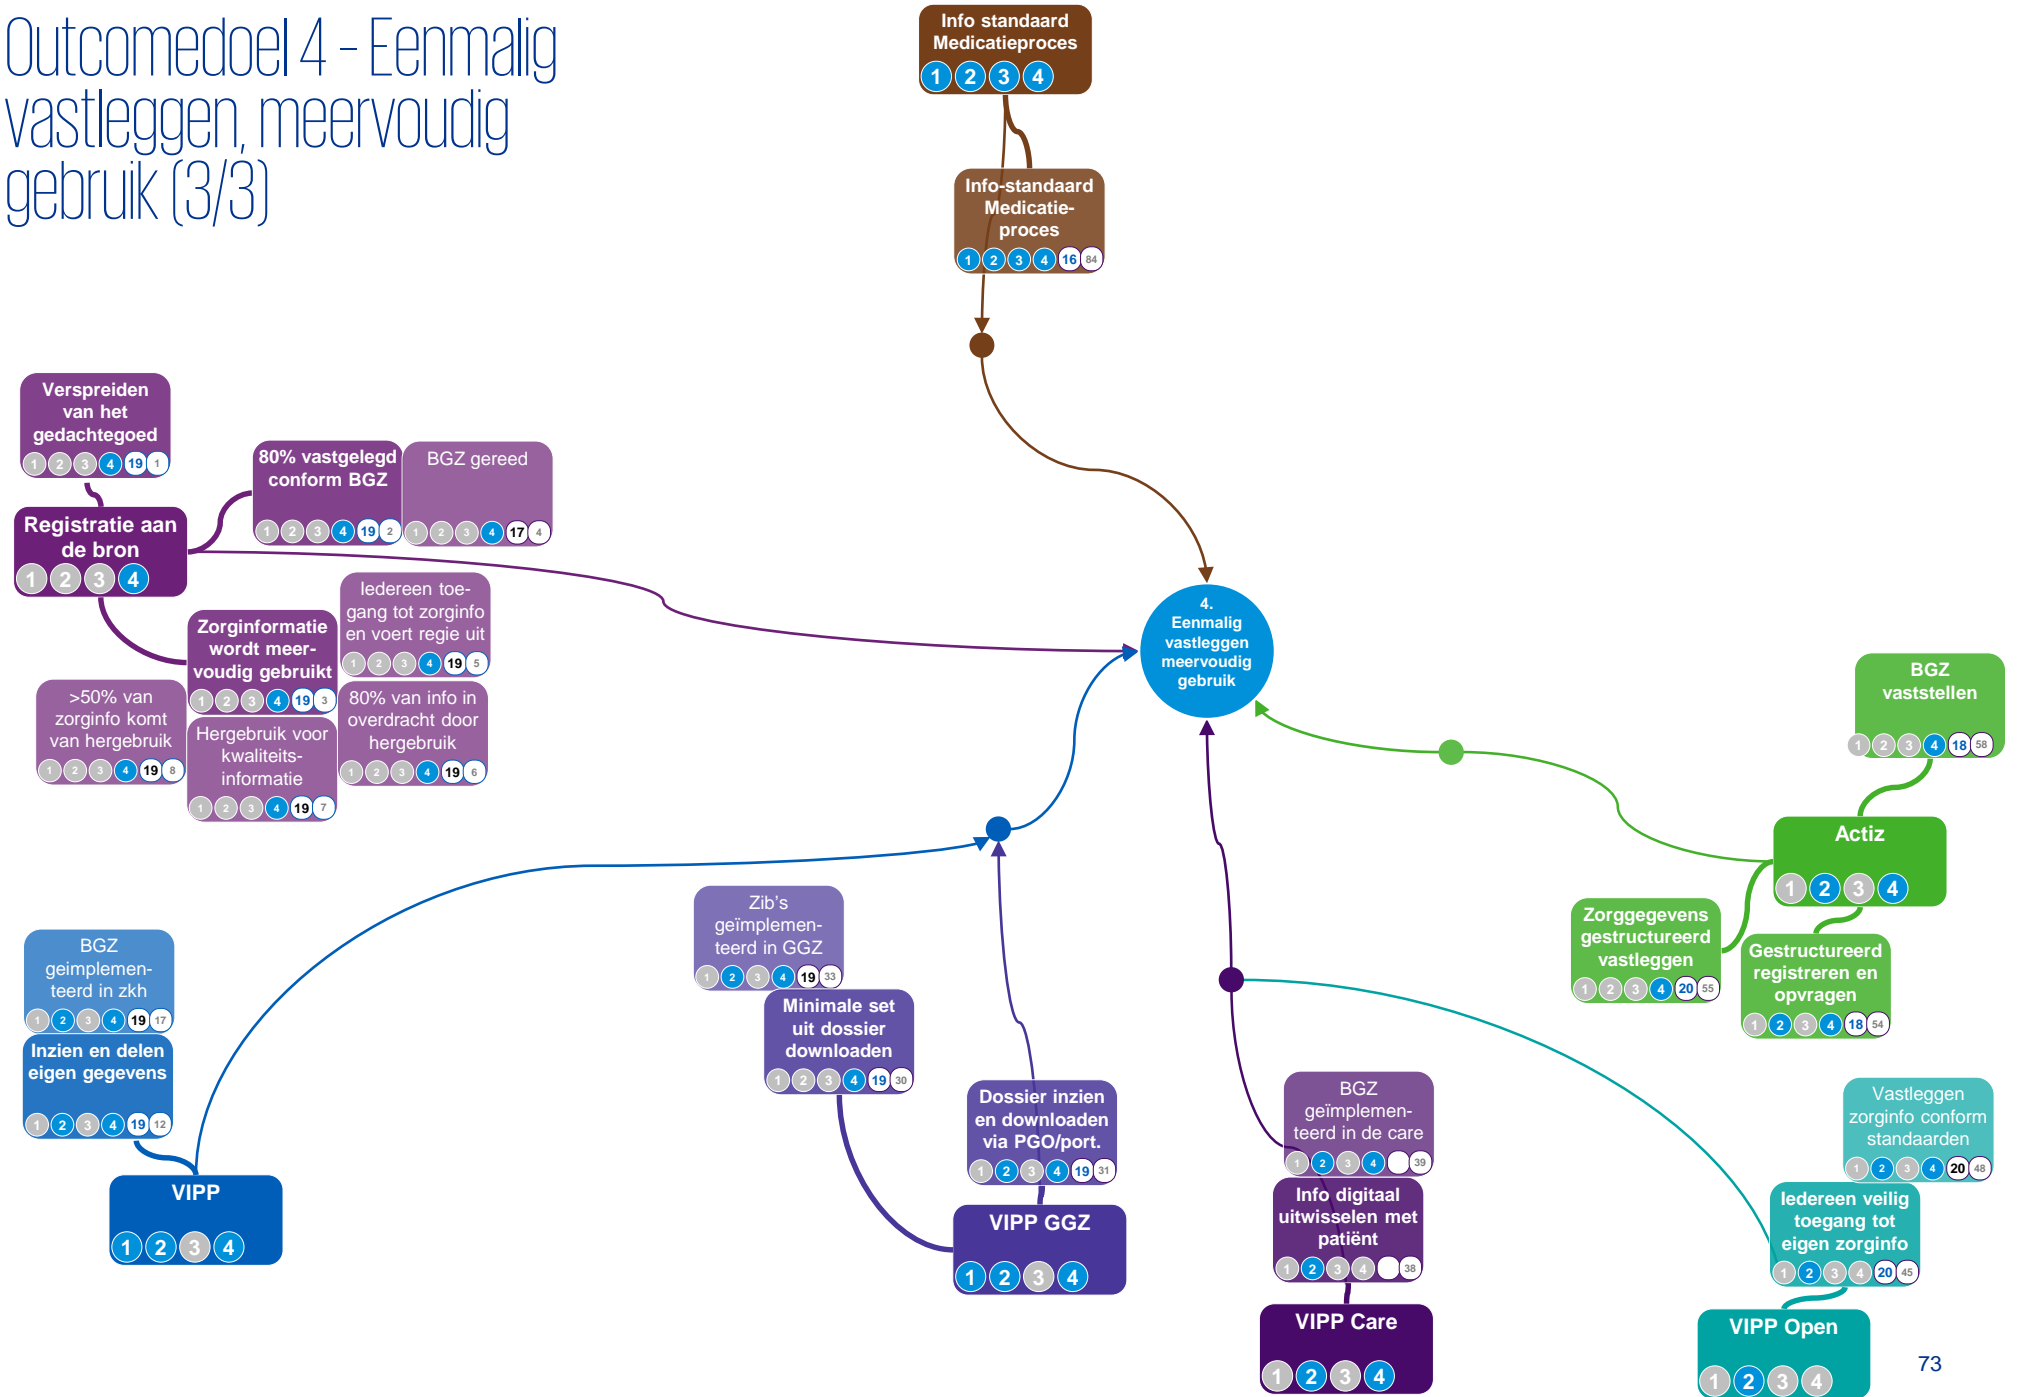 Outcomedoel 4 – Eenmalig
vastleggen, meervoudig
gebruik (3/3)
Info standaard
Medicatieproces
1 2 3 4
Info-standaard
Medicatie-
proces
1 2 3 4 16 84
Verspreiden
van het
gedachtegoed
1 2 3 4 19 1
80% vastgelegd
conform BGZ
1 2 3 4 19 2
BGZ gereed
1 2 3 4 17 4
Registratie aan
de bron
1 2 3 4
Iedereen toe-
gang tot zorginfo
en voert regie uit
1 2 3 4 19 5
Zorginformatie
wordt meer-
voudig gebruikt
1 2 3 4 19 3
>50% van
zorginfo komt
van hergebruik
1 2 3 4 19 8
80% van info in
overdracht door
hergebruik
1 2 3 4 19 6
Hergebruik voor
kwaliteits-
informatie
1 2 3 4 19 7
4.
Eenmalig
vastleggen
meervoudig
gebruik
BGZ
vaststellen
1 2 3 4 18 58
Actiz
1 2 3 4
Zorggegevens
gestructureerd
vastleggen
1 2 3 4 20 55
Gestructureerd
registreren en
opvragen
1 2 3 4 18 54
BGZ
geimplemen-
teerd in zkh
1 2 3 4 19 17
Inzien en delen
eigen gegevens
1 2 3 4 19 12
VIPP
1 2 3 4
Zib's
geïmplemen-
teerd in GGZ
1 2 3 4 19 33
Minimale set
uit dossier
downloaden
1 2 3 4 19 30
Dossier inzien
en downloaden
via PGO/port.
1 2 3 4 19 31
VIPP GGZ
1 2 3 4
BGZ
geïmplemen-
teerd in de care
1 2 3 4 39
Info digitaal
uitwisselen met
patiënt
1 2 3 4 38
VIPP Care
1 2 3 4
Vastleggen
zorginfo conform
standaarden
1 2 3 4 20 48
Iedereen veilig
toegang tot
eigen zorginfo
1 2 3 4 20 45
VIPP Open
1 2 3 4
73